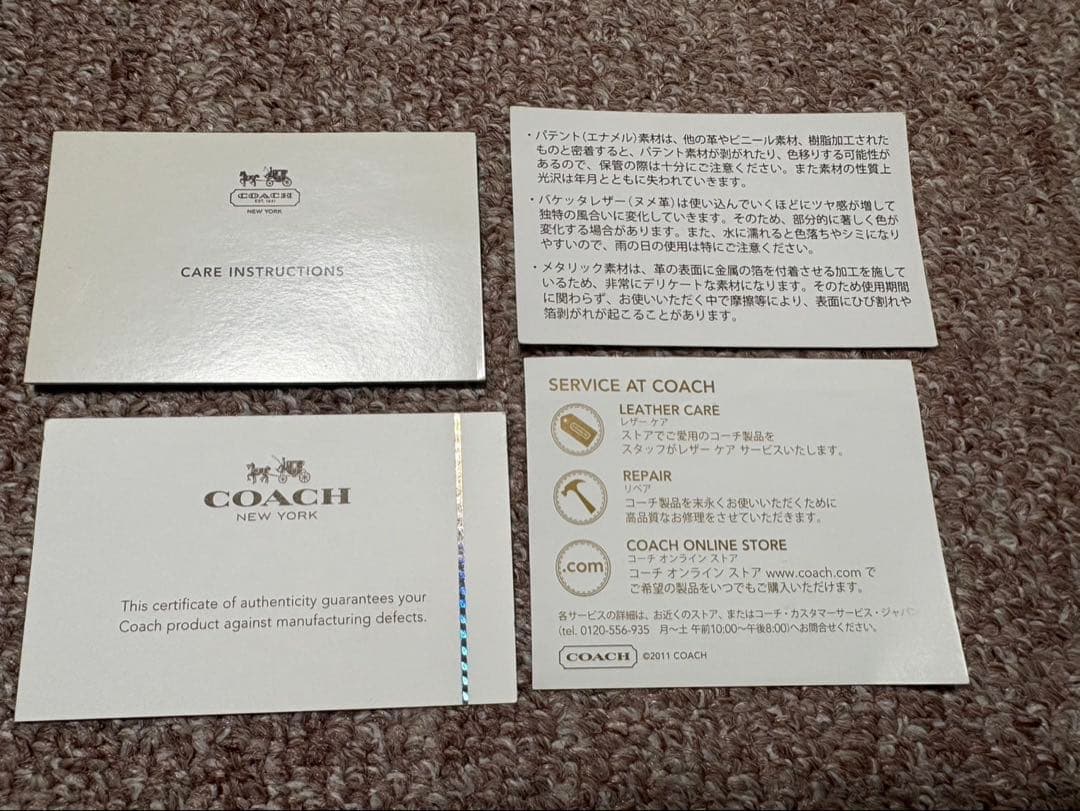 COACH
EST. 1941
NEW YORK
CARE INSTRUCTIONS
・パテント(エナメル)素材は、他の革やビニール素材、樹脂加工された
ものと密着すると、パテント素材が剥がれたり、色移りする可能性が
あるので、保管の際は十分にご注意ください。また素材の性質上
光沢は年月とともに失われていきます。
・バケッタレザー(ヌメ革)は使い込んでいくほどにツヤ感が増して
独特の風合いに変化していきます。そのため、部分的に著しく色が
変化する場合があります。また、水に濡れると色落ちやシミになり
やすいので、雨の日の使用は特にご注意ください。
・メタリック素材は、革の表面に金属の箔を付着させる加工を施して
いるため、非常にデリケートな素材になります。そのため使用期間
に関わらず、お使いいただく中で摩擦等により、表面にひび割れや
箔剥がれが起こることがあります。
COACH
NEW YORK
This certificate of authenticity guarantees your
Coach product against manufacturing defects.
SERVICE AT COACH
LEATHER CARE
レザー ケア
ストアでご愛用のコーチ製品を
スタッフがレザー ケア サービスいたします。
REPAIR
リペア
コーチ製品を末永くお使いいただくために
高品質なお修理をさせていただきます。
.com
COACH ONLINE STORE
コーチ オンライン ストア
コーチ オンライン ストア www.coach.com で
ご希望の製品をいつでもご購入いただけます。
各サービスの詳細は、お近くのストア、またはコーチ・カスタマーサービス・ジャパン
(tel. 0120-556-935 月〜土 午前10:00〜午後8:00)へお問合せください。
COACH ©2011 COACH